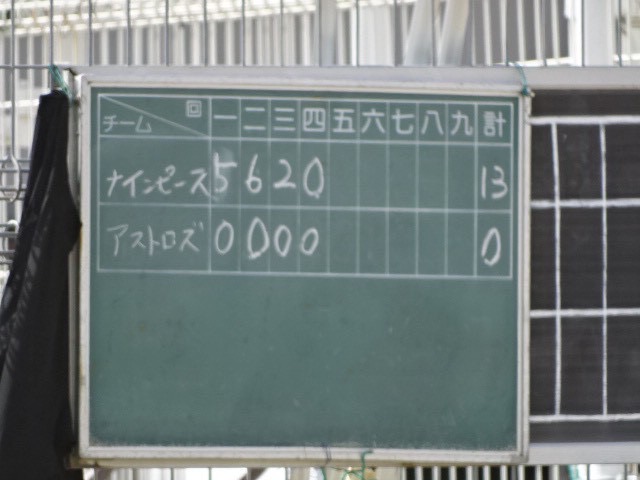 チーム 回 一 二 三 四 五 六 七 八 九 計
ナインピース 5 6 2 0 13
アストロズ 0 0 0 0 0